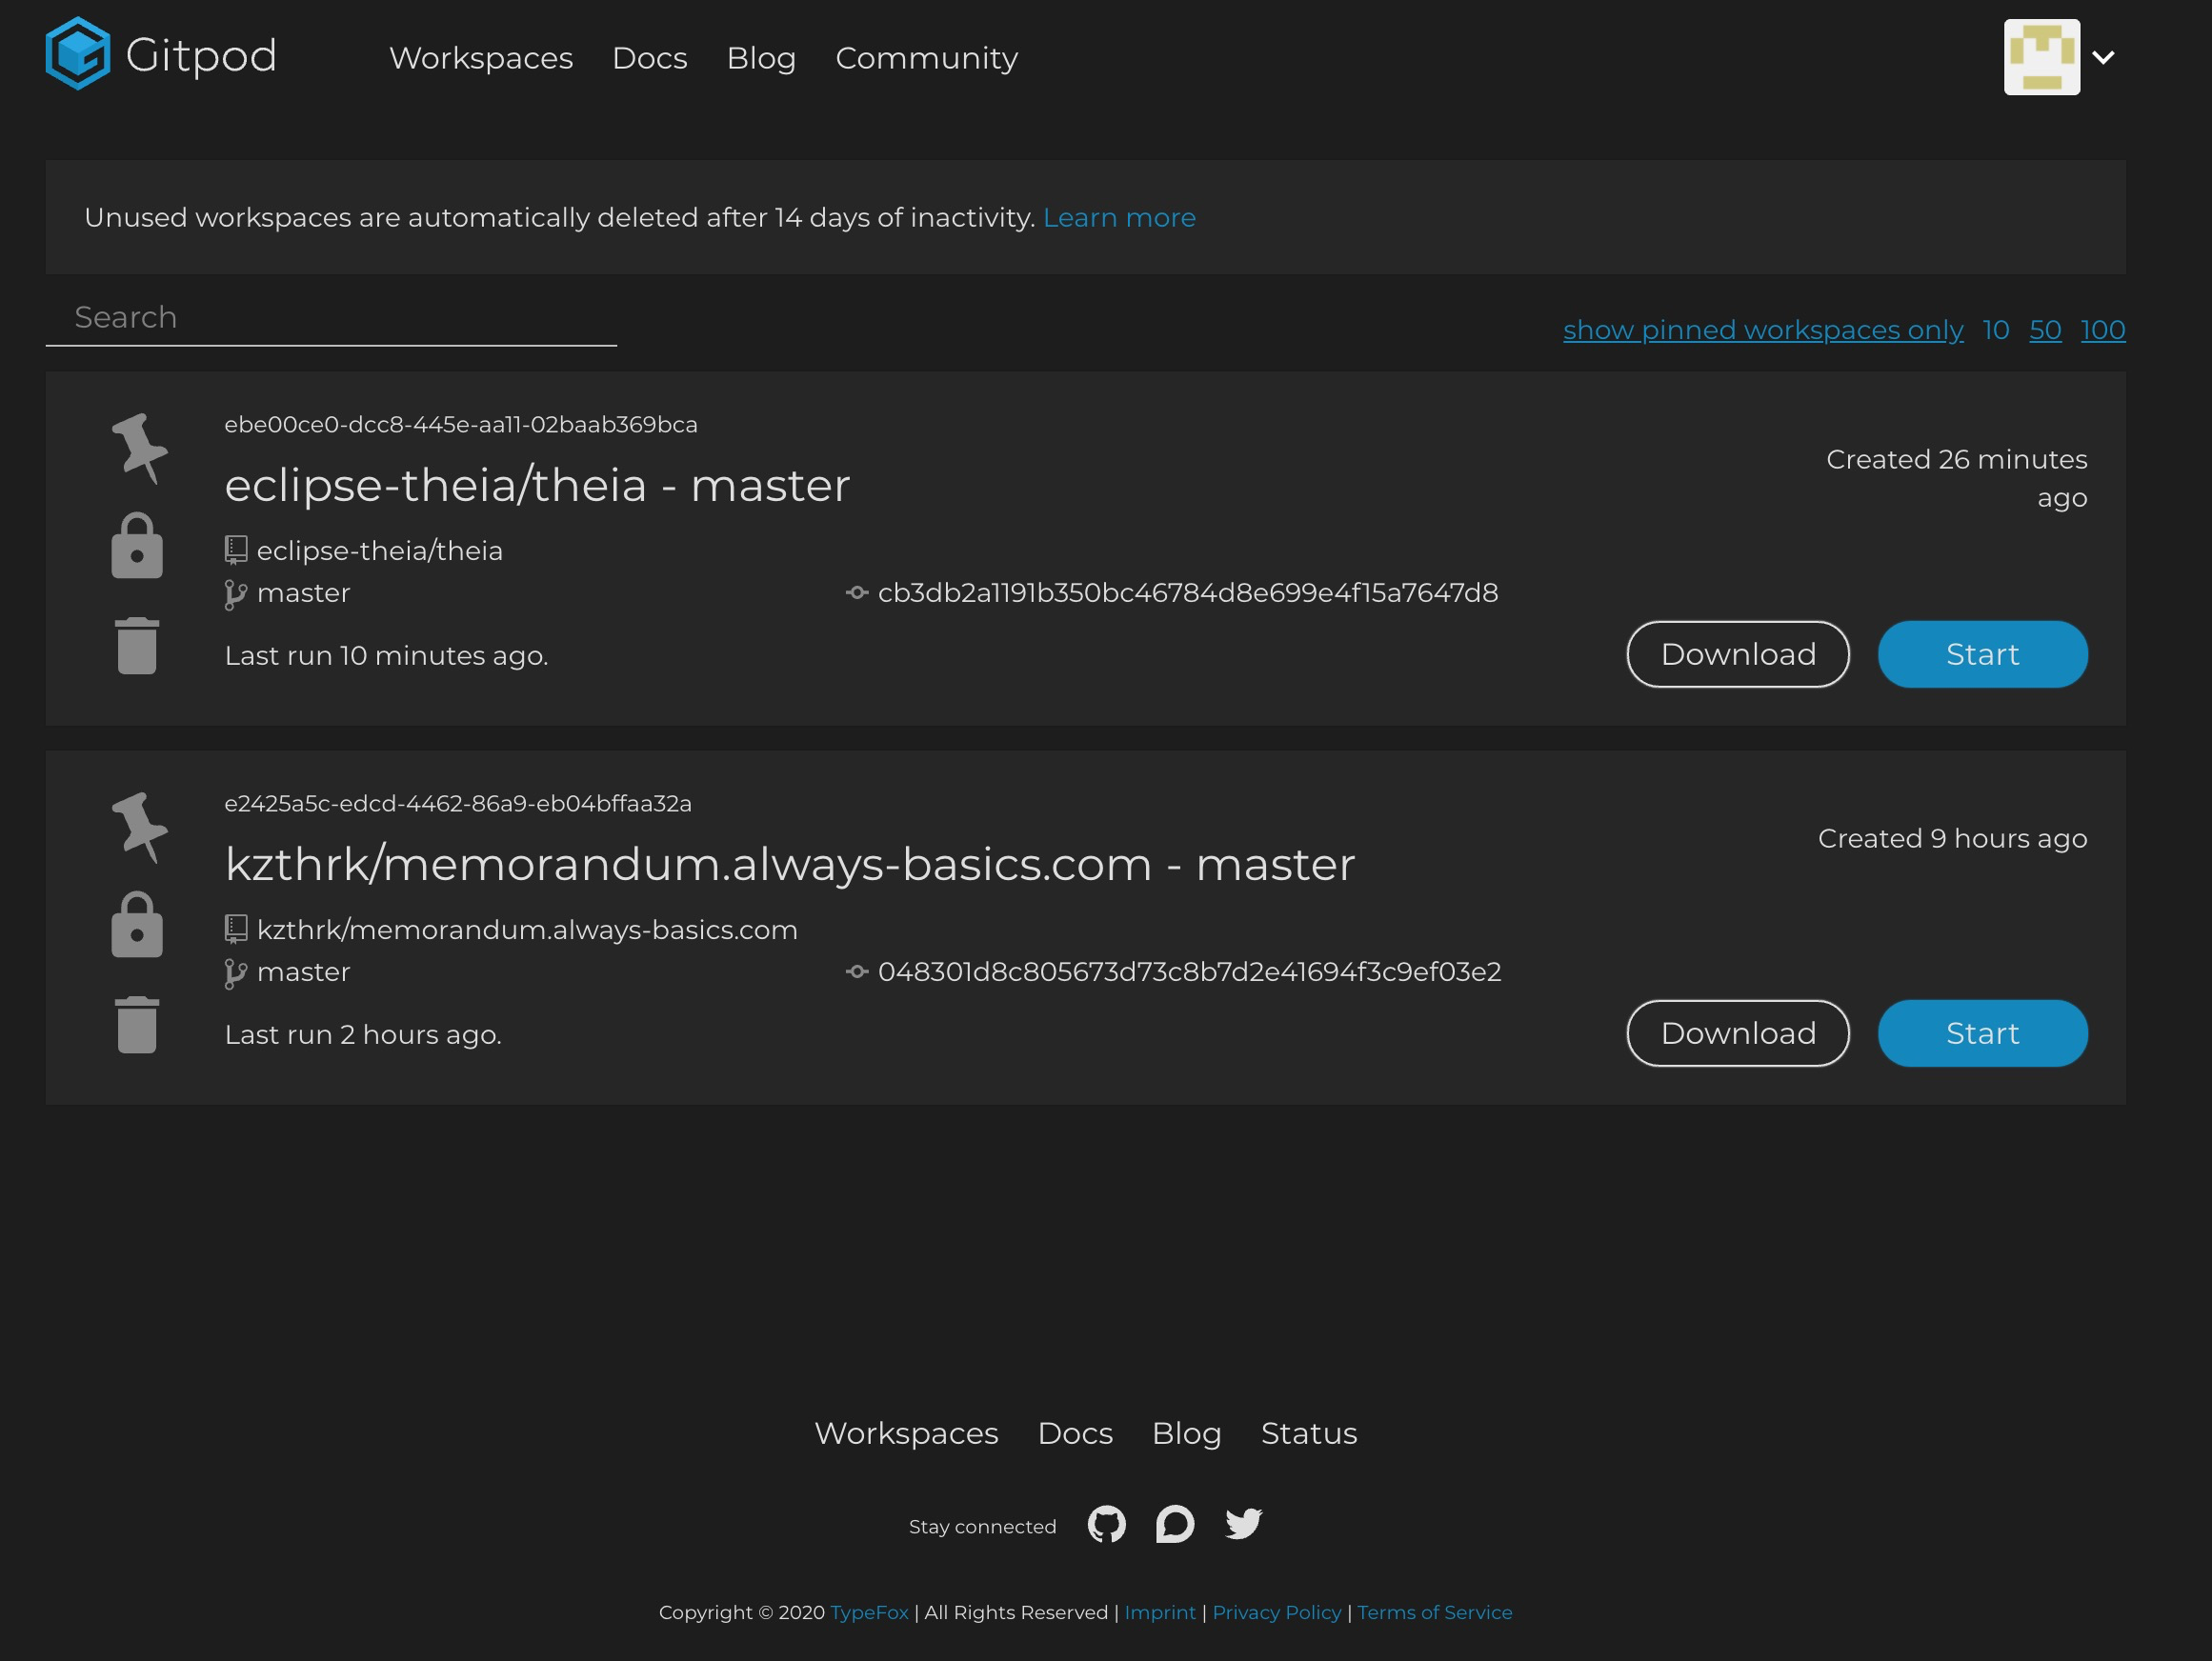 Gitpod
Workspaces Docs Blog Community
Unused workspaces are automatically deleted after 14 days of inactivity. Learn more
Search
show pinned workspaces only 10 50 100
ebe00ce0-dcc8-445e-aa11-02baab369bca
eclipse-theia/theia - master
Created 26 minutes
ago
eclipse-theia/theia
master
cb3db2a1191b350bc46784d8e699e4f15a7647d8
Last run 10 minutes ago.
Download
Start
e2425a5c-edcd-4462-86a9-eb04bffaa32a
kzthrk/memorandum.always-basics.com - master
Created 9 hours ago
kzthrk/memorandum.always-basics.com
master
048301d8c805673d73c8b7d2e41694f3c9ef03e2
Last run 2 hours ago.
Download
Start
Workspaces Docs Blog Status
Stay connected
Copyright © 2020 TypeFox | All Rights Reserved | Imprint | Privacy Policy | Terms of Service